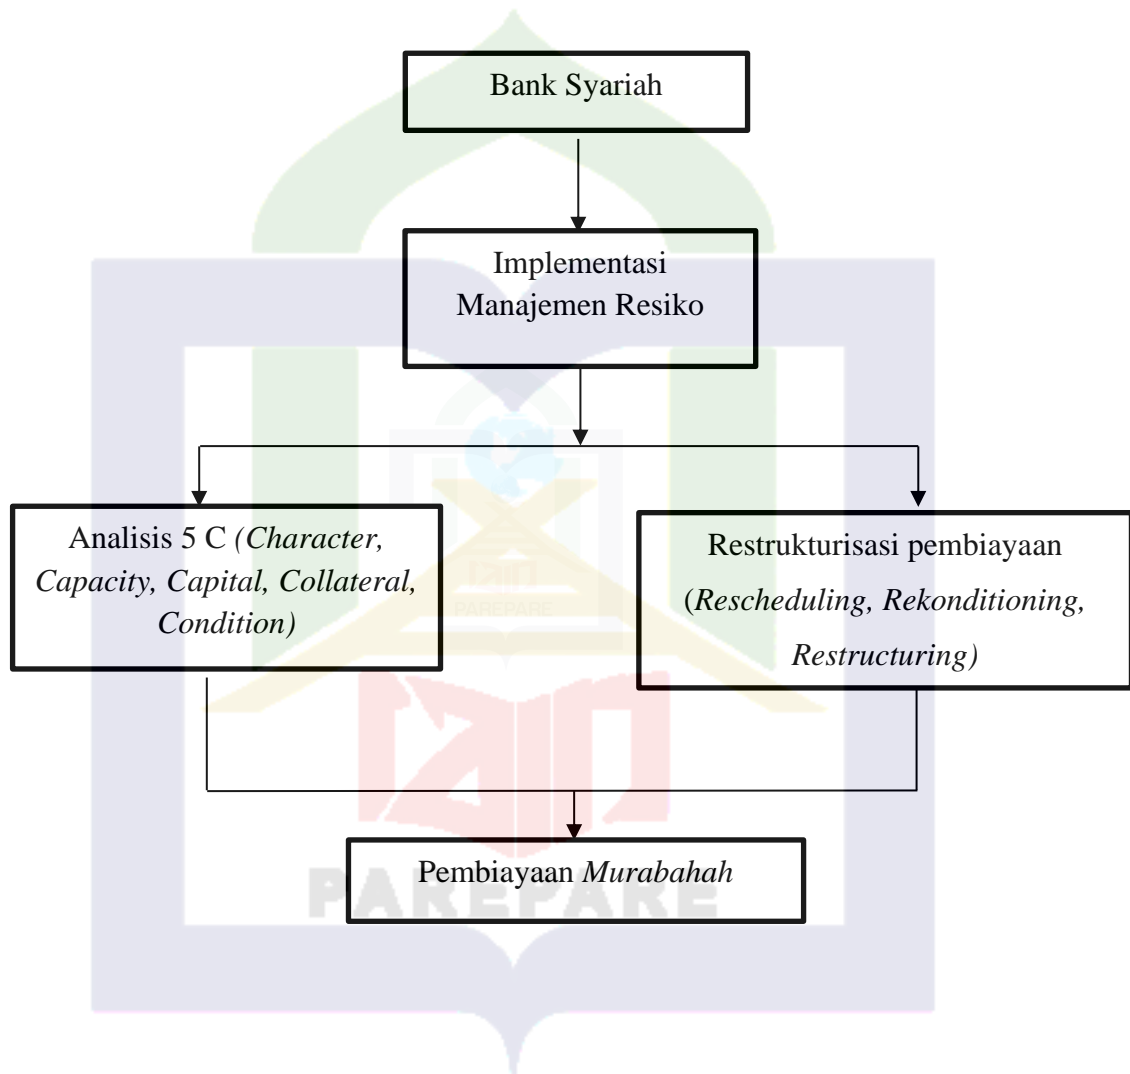 Bank Syariah
Implementasi
Manajemen Resiko
Analisis 5 C (Character,
Capacity, Capital, Collateral,
Condition)
Restrukturisasi pembiayaan
(Rescheduling, Rekonditioning,
Restructuring)
PAREPARE
Pembiayaan Murabahah
PAREPARE